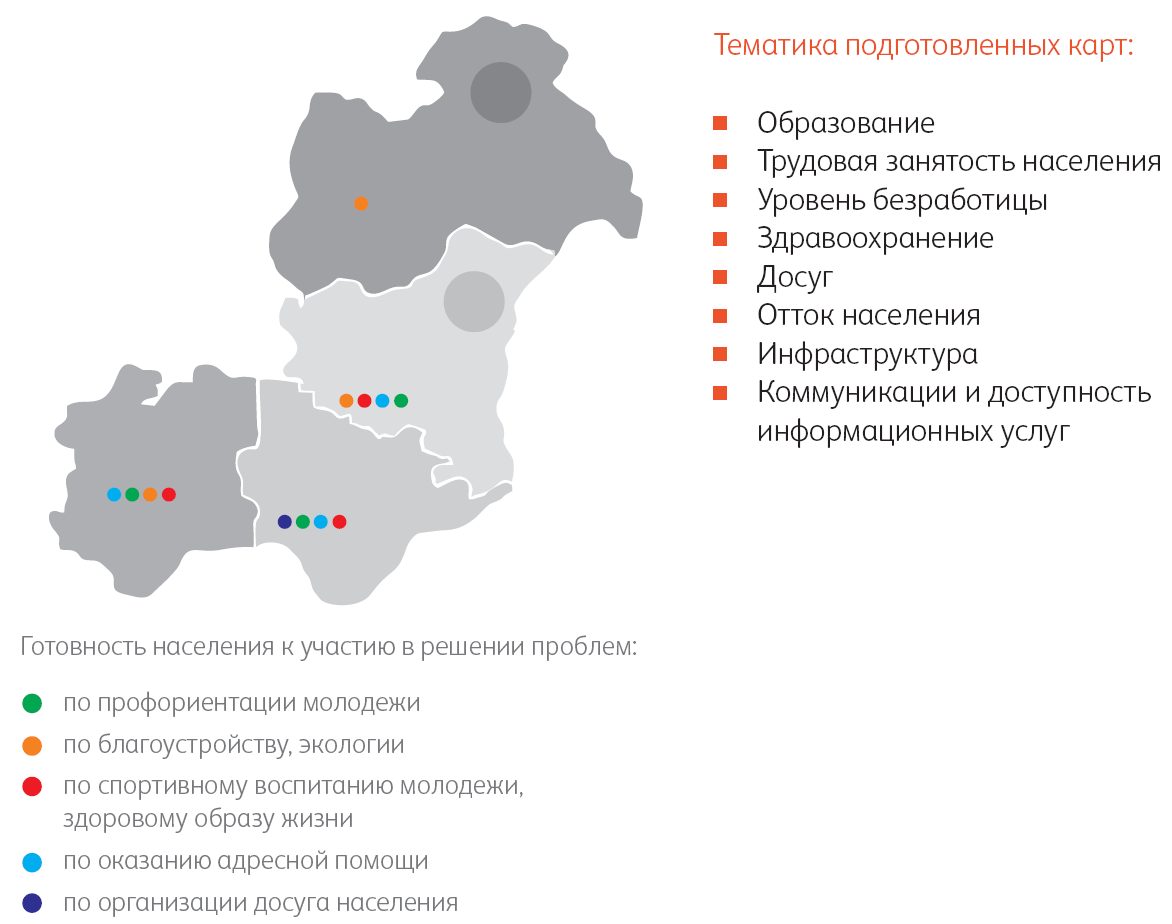 Тематика подготовленных карт:
Образование
Трудовая занятость населения
Уровень безработицы
Здравоохранение
Досуг
Отток населения
Инфраструктура
Коммуникации и доступность
информационных услуг
Готовность населения к участию в решении проблем:
по профориентации молодежи
по благоустройству, экологии
по спортивному воспитанию молодежи,
здоровому образу жизни
по оказанию адресной помощи
по организации досуга населения